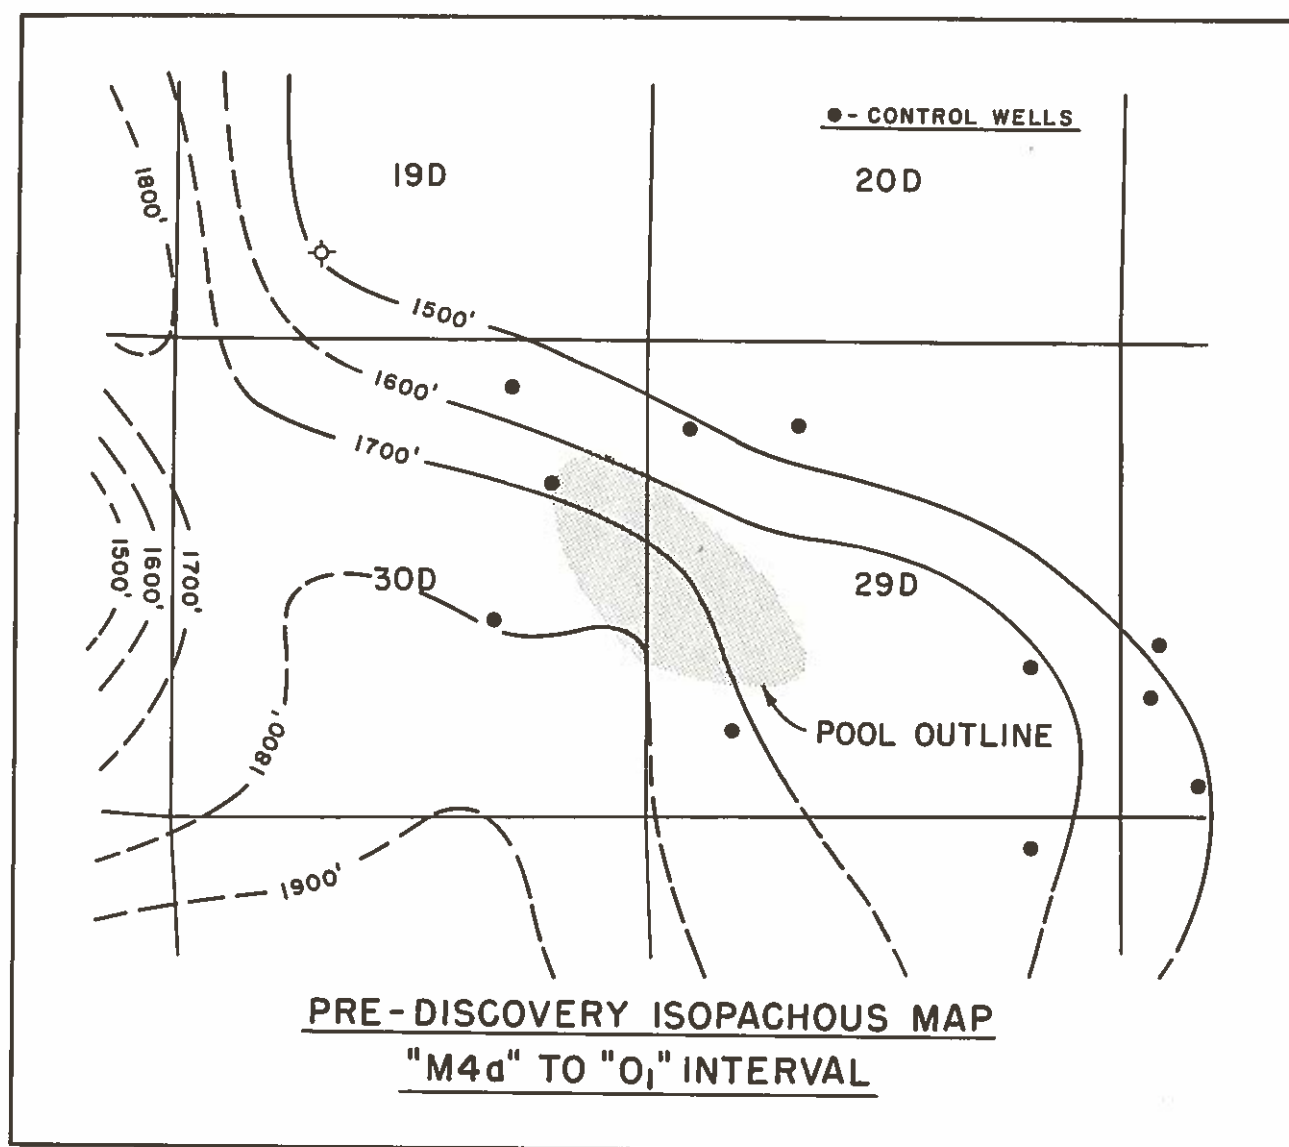 ●- CONTROL WELLS
19D
20D
1800'
1500'
1600'
1700'
30D
29D
1500'
1600'
1700'
1800'
POOL OUTLINE
1900'
PRE-DISCOVERY ISOPACHOUS MAP
"M4a" TO "O₁" INTERVAL